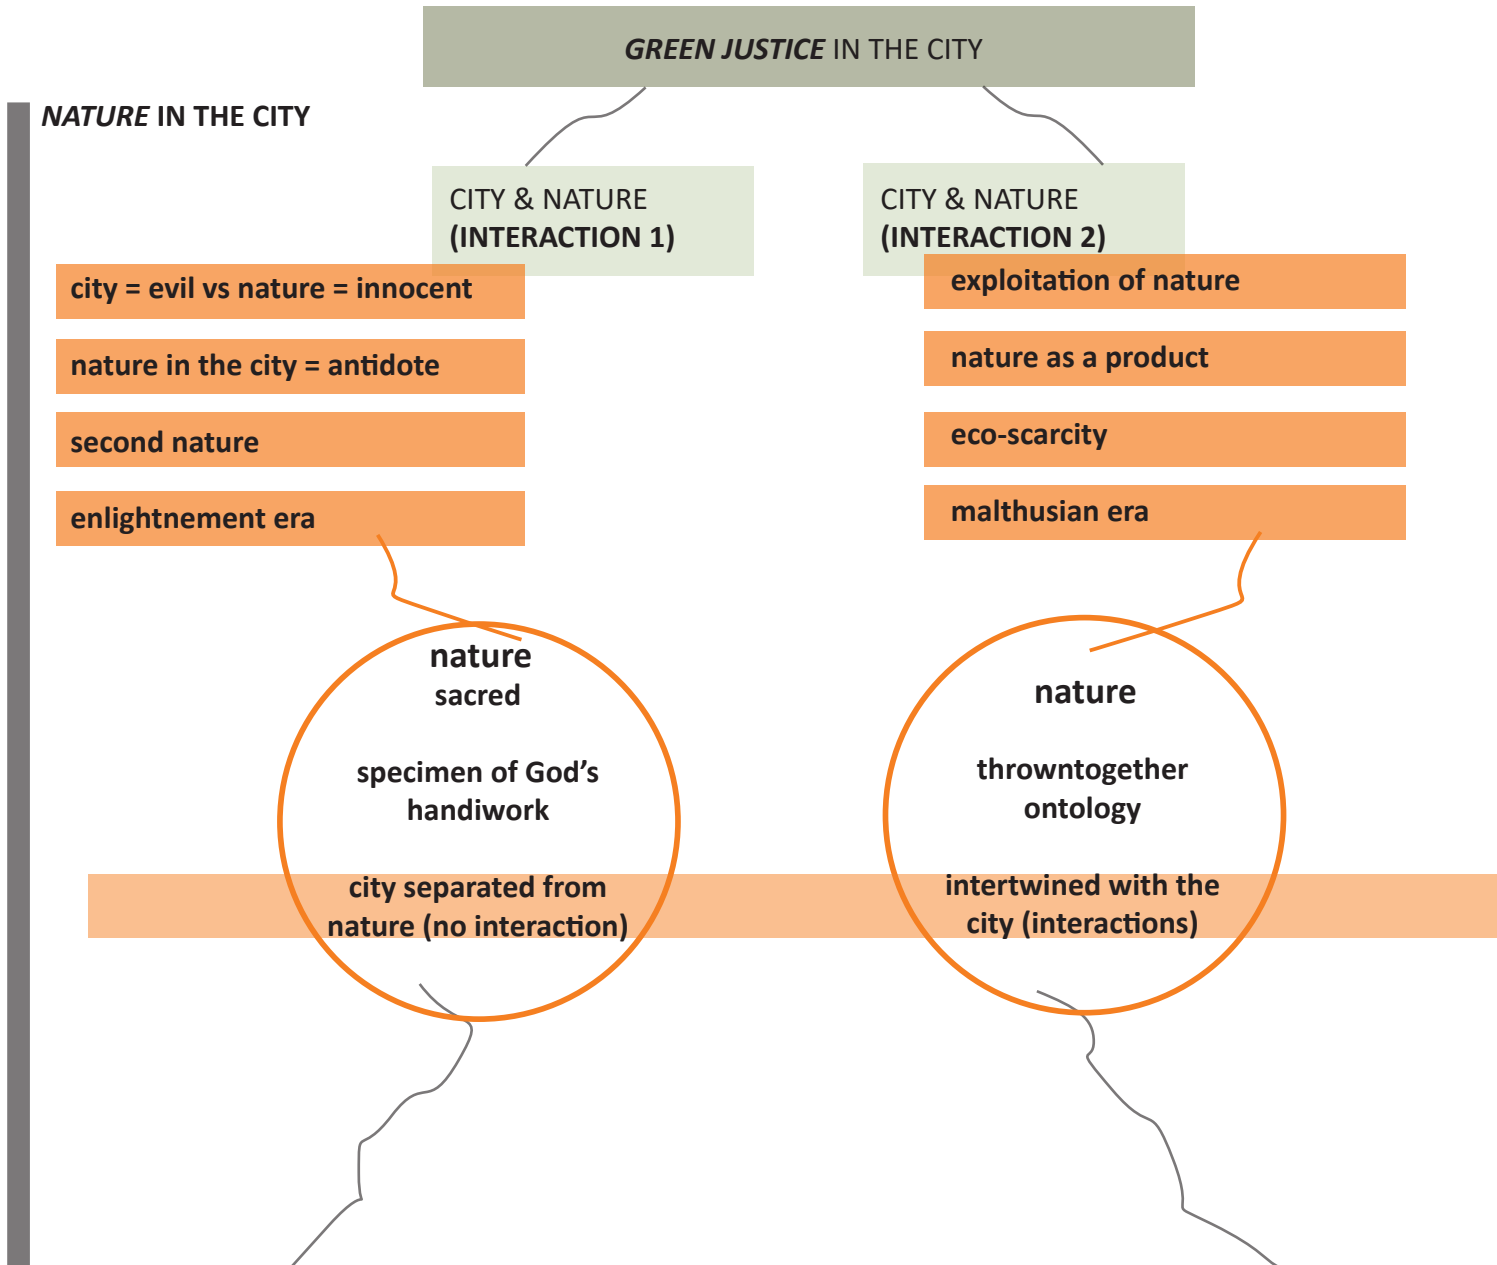 GREEN JUSTICE IN THE CITY
NATURE IN THE CITY
CITY & NATURE
(INTERACTION 1)
city = evil vs nature = innocent
nature in the city = antidote
second nature
enlightnement era
nature
sacred
specimen of God's
handiwork
city separated from
nature (no interaction)
CITY & NATURE
(INTERACTION 2)
exploitation of nature
nature as a product
eco-scarcity
malthusian era
nature
throwntogether
ontology
intertwined with the
city (interactions)